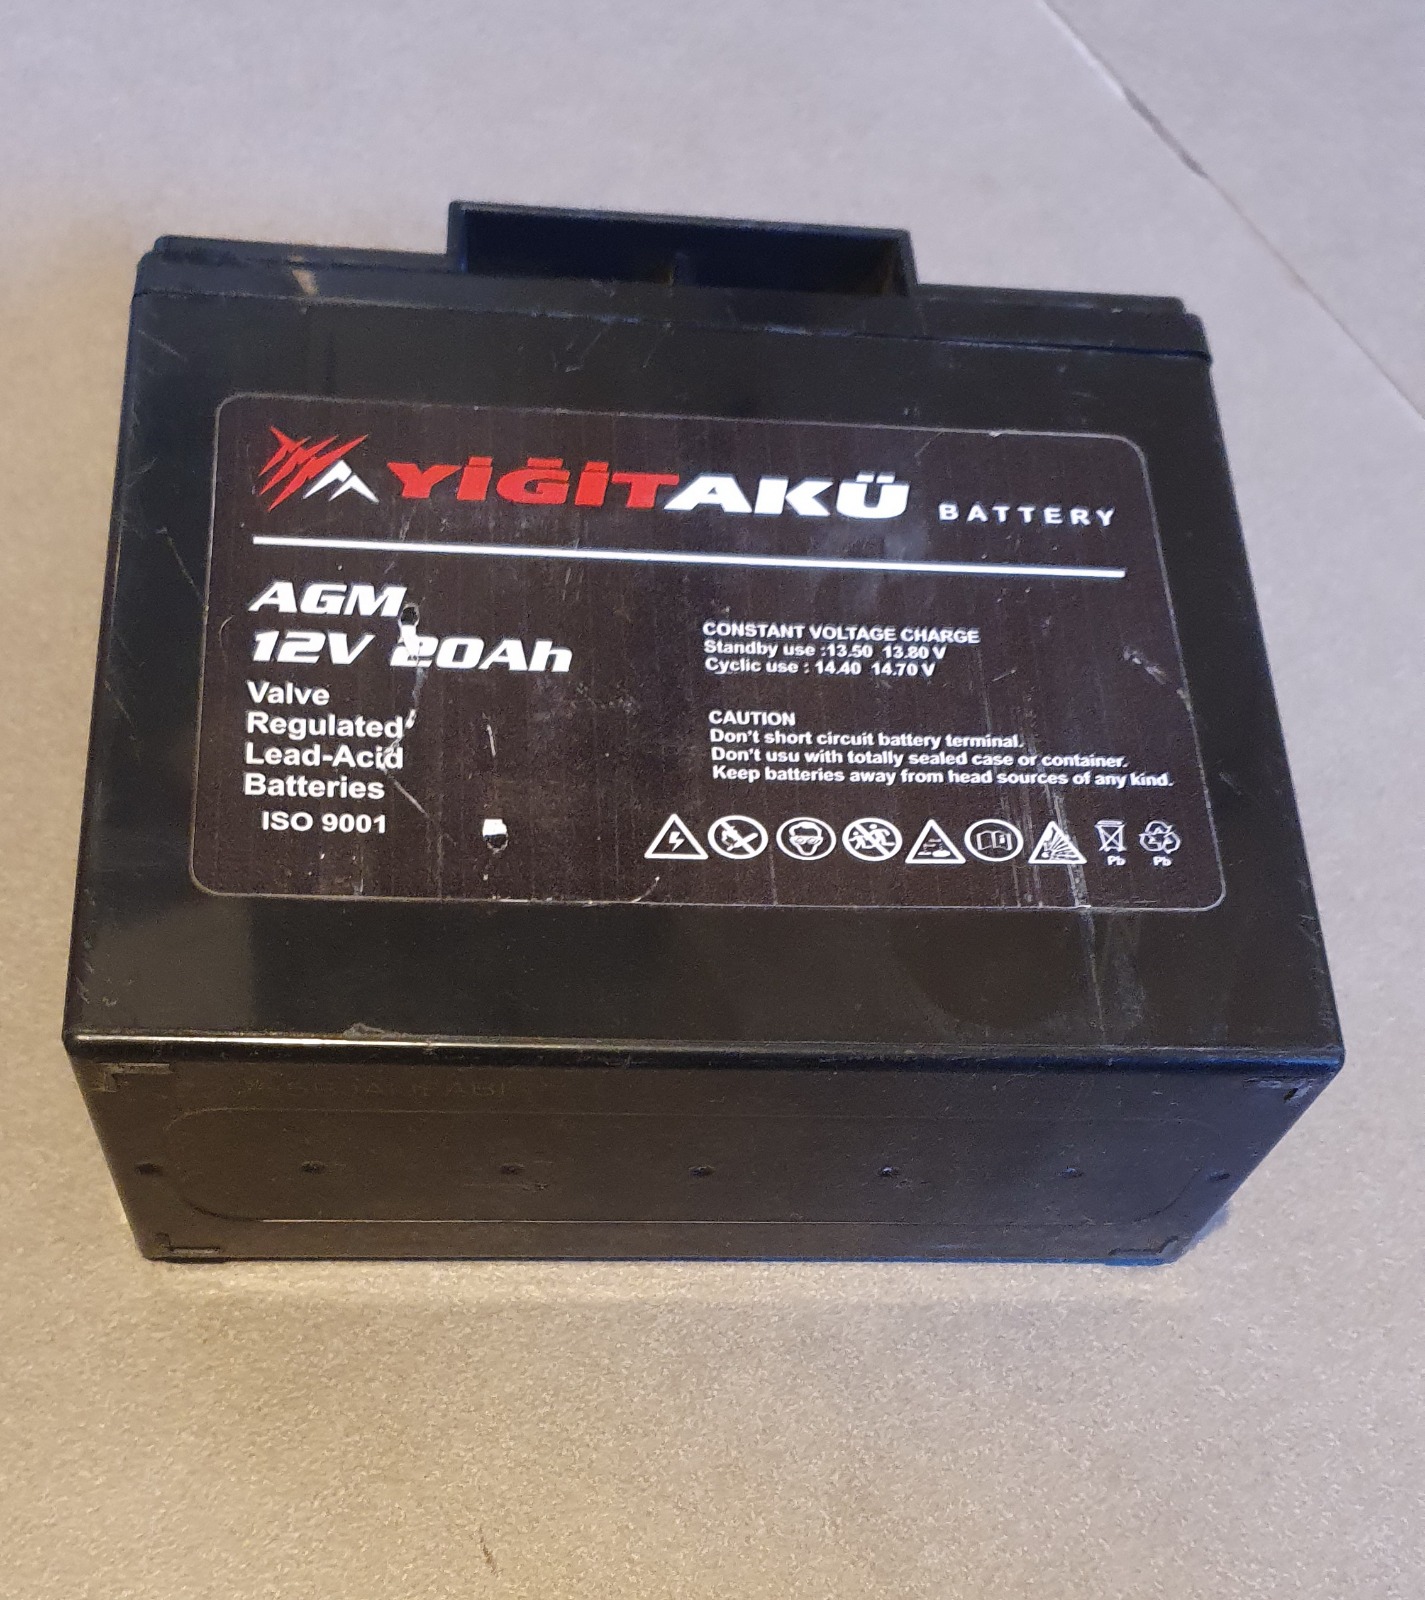 YİĞİTAKÜ BATTERY
AGM
12V 20Ah
Valve
Regulated
Lead-Acid
Batteries
ISO 9001
CONSTANT VOLTAGE CHARGE
Standby use :13.50 13.80 V
Cyclic use : 14.40 14.70 V
CAUTION
Don't short circuit battery terminal.
Don't usu with totally sealed case or container.
Keep batteries away from head sources of any kind.
Pb Pb